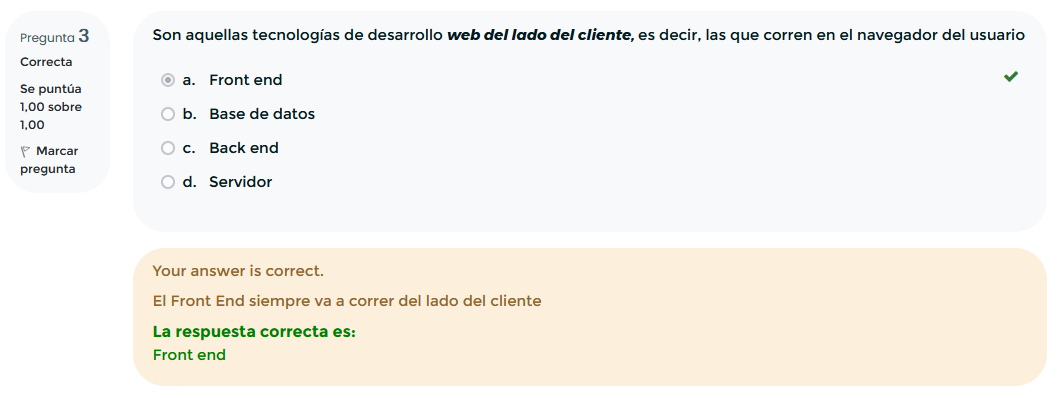 Pregunta 3
Correcta
Se puntúa
1,00 sobre
1,00
Marcar
pregunta
Son aquellas tecnologías de desarrollo web del lado del cliente, es decir, las que corren en el navegador del usuario
a. Front end
b. Base de datos
c. Back end
d. Servidor
Your answer is correct.
El Front End siempre va a correr del lado del cliente
La respuesta correcta es:
Front end